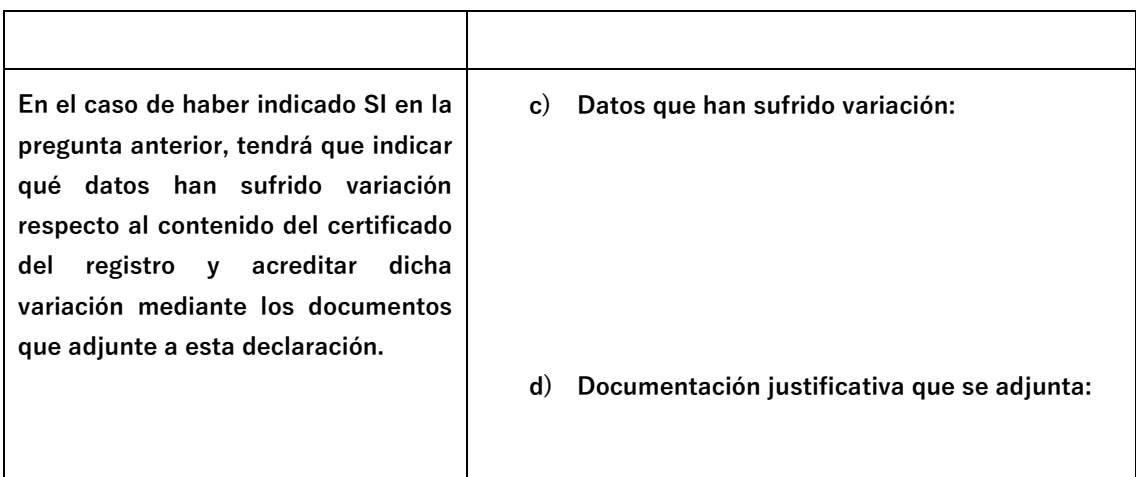 En el caso de haber indicado SI en la
pregunta anterior, tendrá que indicar
qué datos han sufrido variación
respecto al contenido del certificado
del registro y acreditar dicha
variación mediante los documentos
que adjunte a esta declaración.
c) Datos que han sufrido variación:
d) Documentación justificativa que se adjunta: